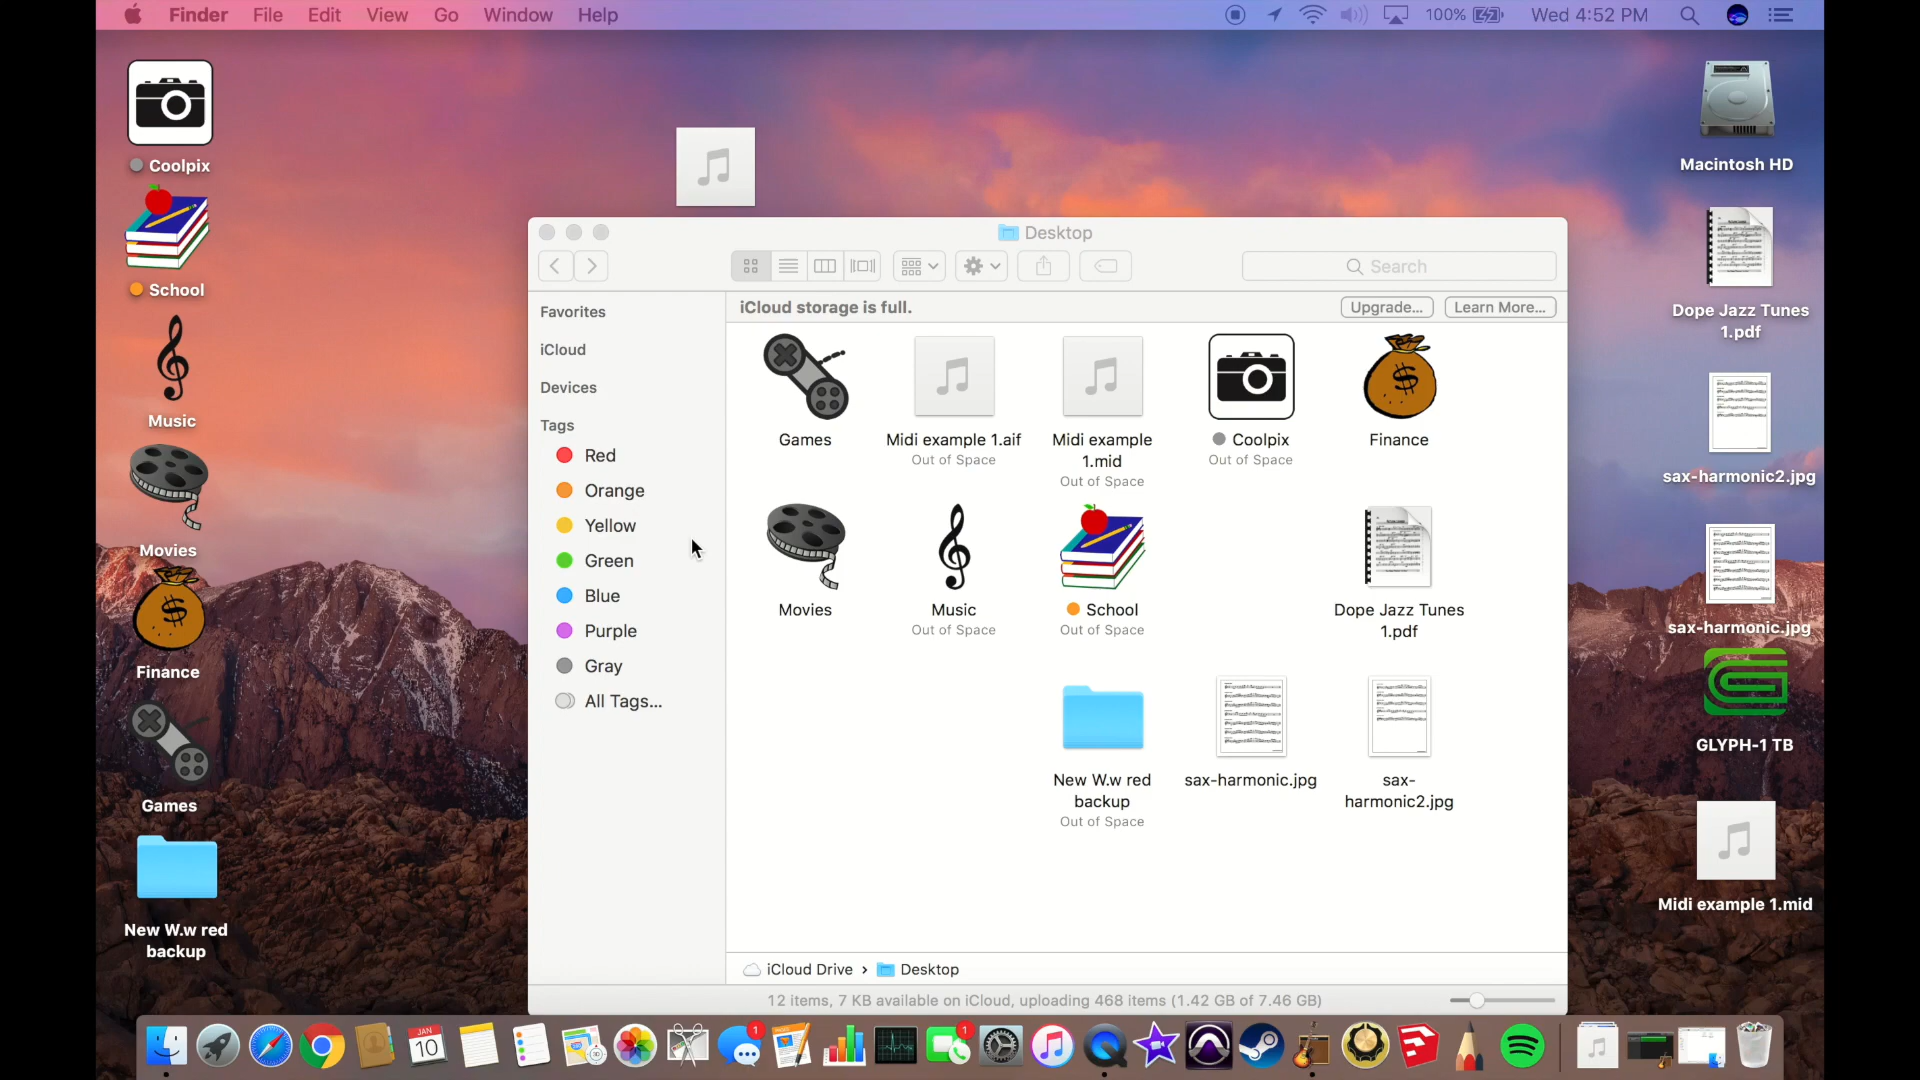 Finder File Edit View Go Window Help
100% Wed 4:52 PM
Coolpix
School
Music
Movies
Finance
Games
New W.w red
backup
Desktop
Search
Favorites
iCloud
Devices
Tags
Red
Orange
Yellow
Green
Blue
Purple
Gray
All Tags...
iCloud storage is full.
Upgrade...
Learn More...
Games
Midi example 1.aif
Out of Space
Midi example
1.mid
Out of Space
Coolpix
Out of Space
Finance
Movies
Music
Out of Space
School
Out of Space
Dope Jazz Tunes
1.pdf
New W.w red
backup
Out of Space
sax-harmonic.jpg
sax-
harmonic2.jpg
iCloud Drive › Desktop
12 items, 7 KB available on iCloud, uploading 468 items (1.42 GB of 7.46 GB)
Macintosh HD
Dope Jazz Tunes
1.pdf
sax-harmonic2.jpg
sax-harmonic.jpg
GLYPH-1 TB
Midi example 1.mid
JAN
10
1
1